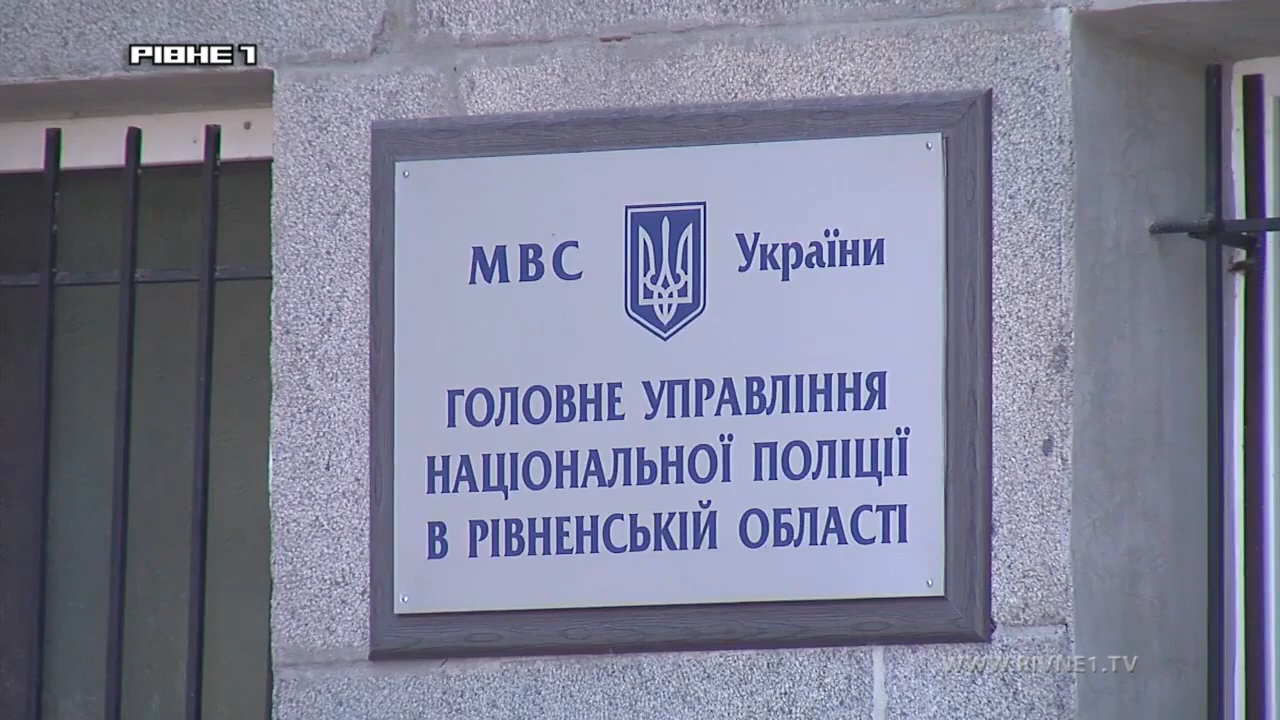 РІВНЕ 1
МВС України
ГОЛОВНЕ УПРАВЛІННЯ
НАЦІОНАЛЬНОЇ ПОЛІЦІЇ
В РІВНЕНСЬКІЙ ОБЛАСТІ
WWW.RIVNE1.TV